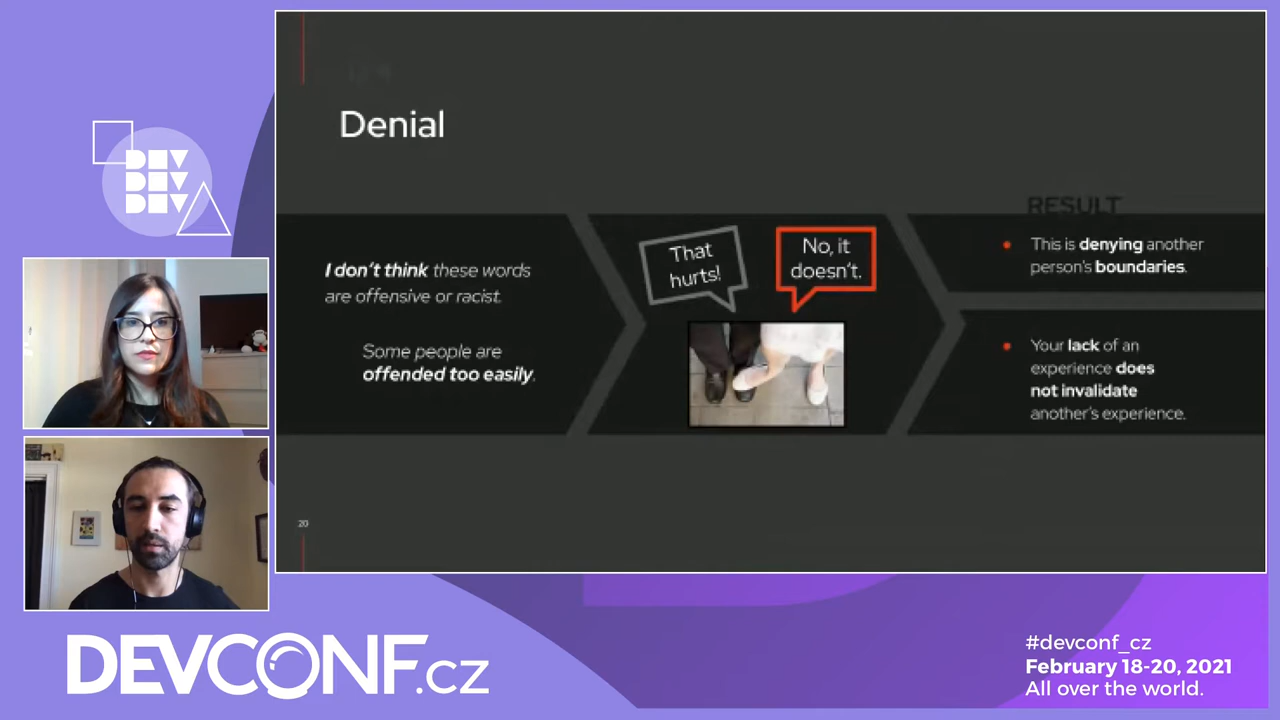 DEV
DEV
DEV
Denial
I don't think these words
are offensive or racist.
Some people are
offended too easily.
That
hurts!
No, it
doesn't.
RESULT
This is denying another
person's boundaries.
Your lack of an
experience does
not invalidate
another's experience.
20
DEVCONF.cz
#devconf_cz
February 18-20, 2021
All over the world.